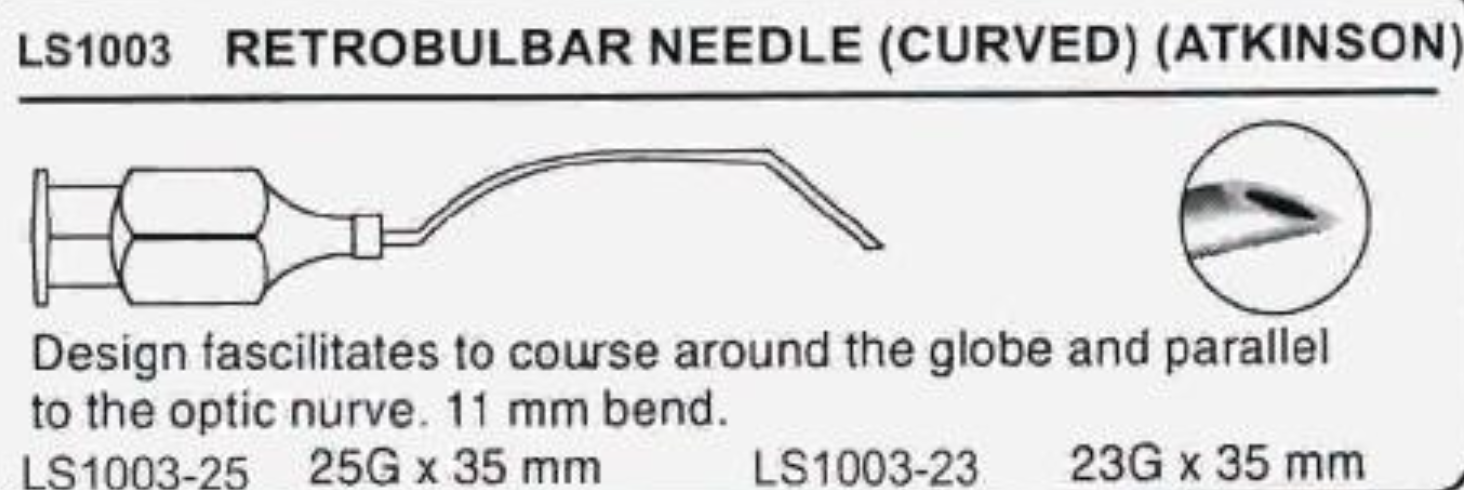 LS1003 RETROBULBAR NEEDLE (CURVED) (ATKINSON)
Design fascilitates to course around the globe and parallel
to the optic nurve. 11 mm bend.
LS1003-25 25G x 35 mm LS1003-23 23G x 35 mm